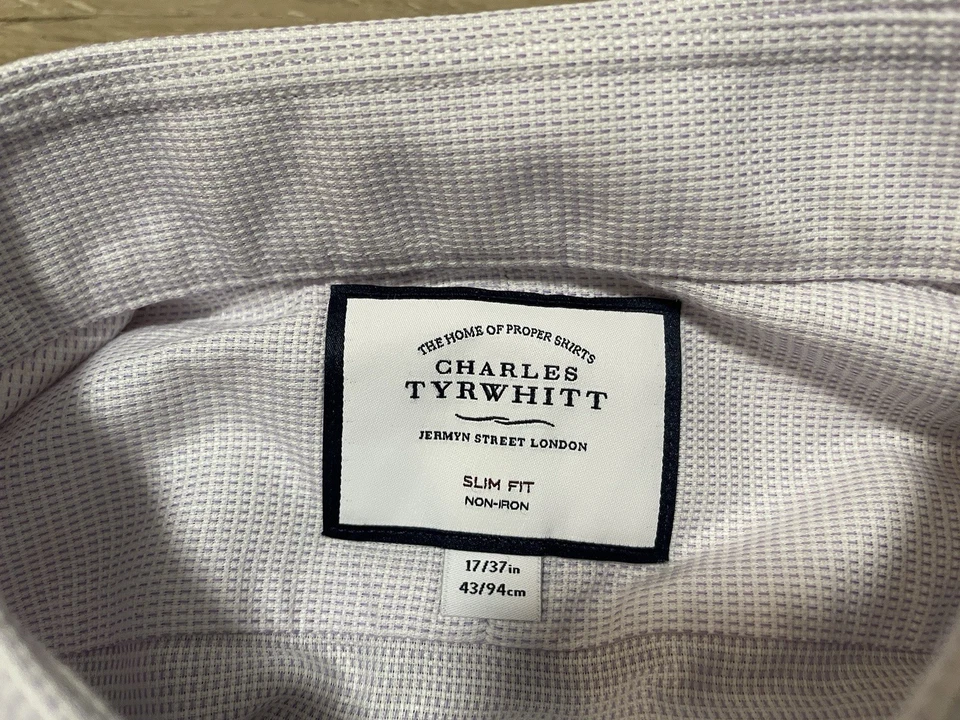 THE HOME OF PROPER SHIRTS
CHARLES
TYRWHITT
JERMYN STREET LONDON
SLIM FIT
NON-IRON
17/37in
43/94cm